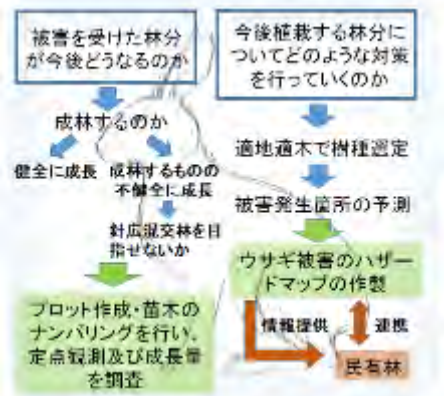 被害を受けた林分
が今後どうなるのか
成林するのか
健全に成長
成林するものの
不健全に成長
針広混交林を目
指せないか
プロット作成・苗木の
ナンバリングを行い、
定点観測及び成長量
を調査
今後植栽する林分に
ついてどのような対策
を行っていくのか
適地適木で樹種選定
被害発生箇所の予測
ウサギ被害のハザー
ドマップの作製
情報提供
連携
民有林